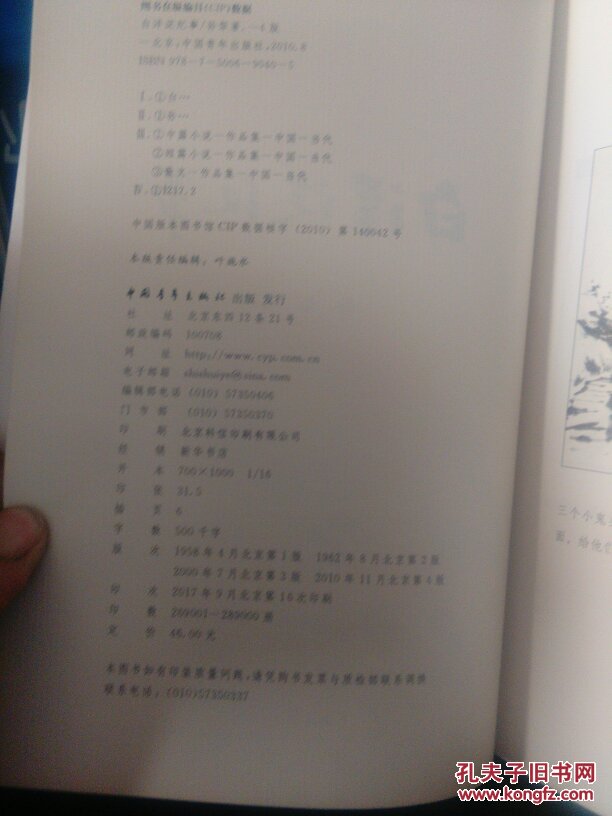 图书在版编目(CIP)数据
白洋淀纪事/孙犁著.—4版
—北京:中国青年出版社,2010.8
ISBN 978-7-5006-9040-5
Ⅰ.①白…
Ⅱ.①孙…
Ⅲ.①中篇小说—作品集—中国—当代
②短篇小说—作品集—中国—当代
③散文—作品集—中国—当代
Ⅳ.①I217.2
中国版本图书馆CIP数据核字(2010)第140042号
本版责任编辑:叶施水
中国青年出版社 出版 发行
社 址 北京东四12条21号
邮政编码 100708
网 址 http://www.cyp.com.cn
电子邮箱 shishuiye@sina.com
编辑部电话 (010) 57350406
门市部 (010) 57350370
印 刷 北京科信印刷有限公司
经 销 新华书店
开 本 700×1000 1/16
印 张 31.5
插 页 6
字 数 500千字
版 次 1958年4月北京第1版 1962年8月北京第2版
2000年7月北京第3版 2010年11月北京第4版
印 次 2017年9月北京第16次印刷
印 数 269001-289000册
定 价 46.00元
本图书如有印装质量问题,请凭购书发票与质检部联系调换
联系电话:(010)57350337
三个小鬼
面,给他们
孔夫子旧书网
www.kongfz.com